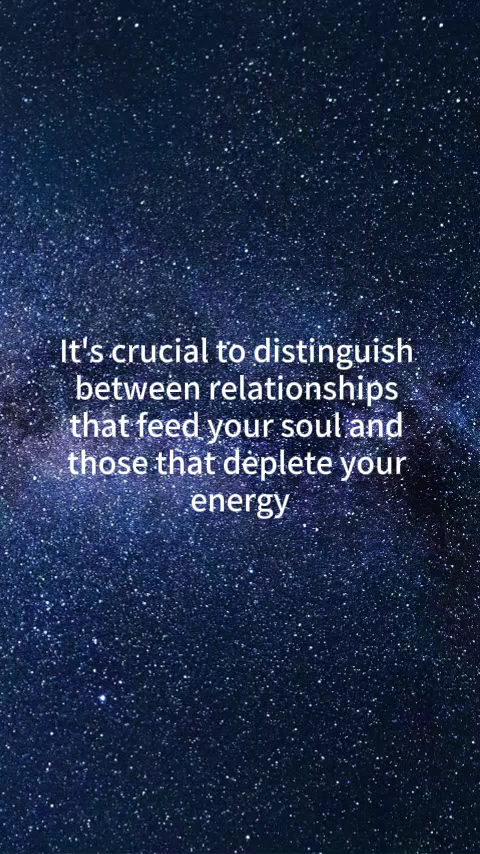 It's crucial to distinguish
between relationships
that feed your soul and
those that deplete your
energy